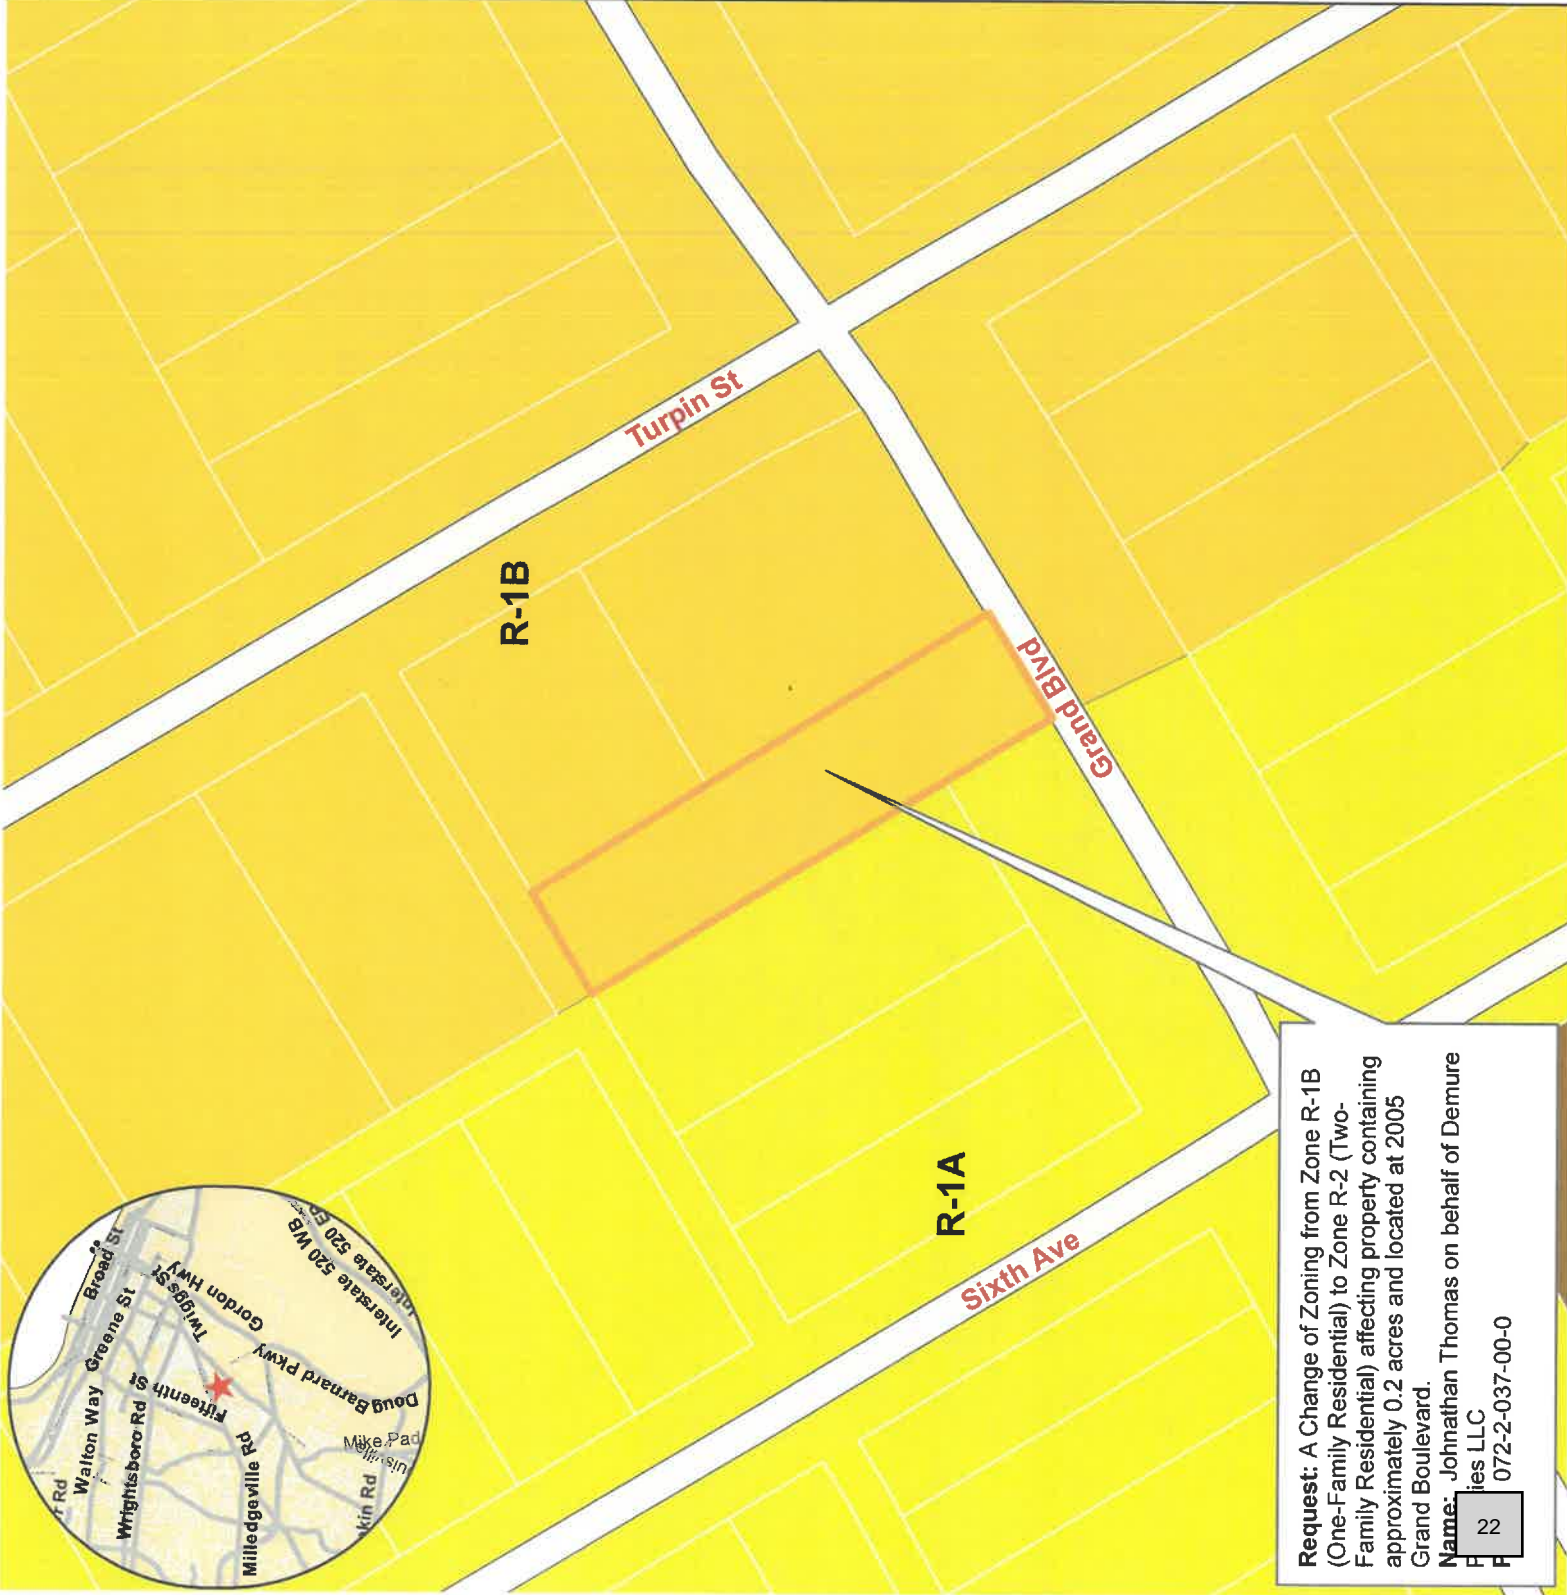 Request: A Change of Zoning from Zone R-1B
(One-Family Residential) to Zone R-2 (Two-
Family Residential) affecting property containing
approximately 0.2 acres and located at 2005
Grand Boulevard.
Name: Johnathan Thomas on behalf of Demure
ies LLC
072-2-037-00-0
22
R-1B
R-1A
Turpin St
Grand Blvd
Sixth Ave
Broad St
Greene St
Walton Way
Wrightsboro Rd
Fifteenth St
Twiggs St
Gordon Hwy
Doug Barnard Pkwy
Milledgeville Rd
Interstate 520 WB
Interstate 520 E
Mike Pad
kin Rd
r Rd